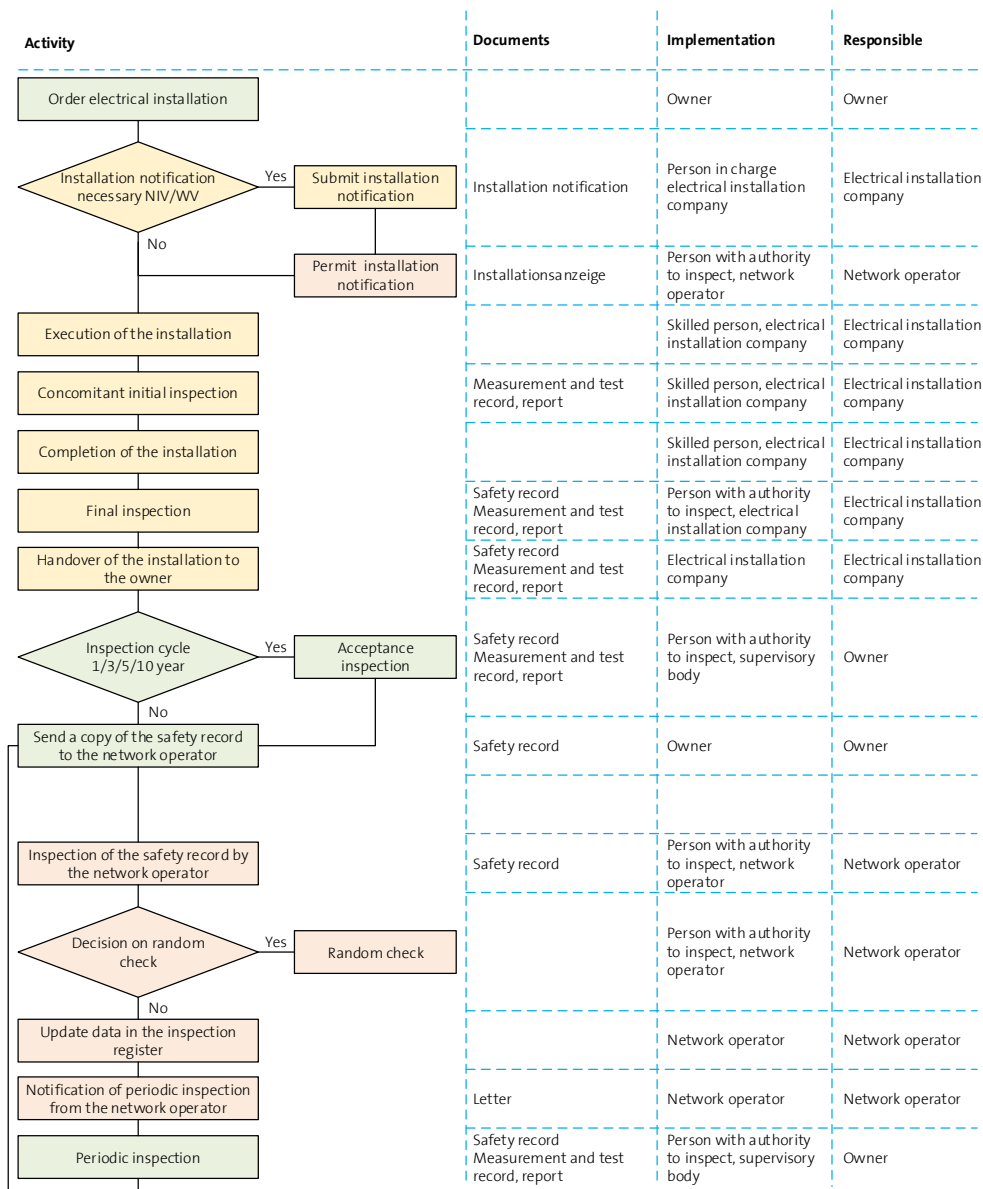 Activity
Documents
Implementation
Responsible
Order electrical installation
Owner
Owner
Installation notification
necessary NIV/WV
Yes
No
Submit installation
notification
Installation notification
Person in charge
electrical installation
company
Electrical installation
company
Permit installation
notification
Installationsanzeige
Person with authority
to inspect, network
operator
Network operator
Execution of the installation
Skilled person, electrical
installation company
Electrical installation
company
Concomitant initial inspection
Measurement and test
record, report
Skilled person, electrical
installation company
Electrical installation
company
Completion of the installation
Skilled person, electrical
installation company
Electrical installation
company
Final inspection
Safety record
Measurement and test
record, report
Person with authority
to inspect, electrical
installation company
Electrical installation
company
Handover of the installation to
the owner
Safety record
Measurement and test
record, report
Electrical installation
company
Electrical installation
company
Inspection cycle
1/3/5/10 year
Yes
No
Acceptance
inspection
Safety record
Measurement and test
record, report
Person with authority
to inspect, supervisory
body
Owner
Send a copy of the safety record
to the network operator
Safety record
Owner
Owner
Inspection of the safety record by
the network operator
Safety record
Person with authority
to inspect, network
operator
Network operator
Decision on random
check
Yes
No
Random check
Person with authority
to inspect, network
operator
Network operator
Update data in the inspection
register
Network operator
Network operator
Notification of periodic inspection
from the network operator
Letter
Network operator
Network operator
Periodic inspection
Safety record
Measurement and test
record, report
Person with authority
to inspect, supervisory
body
Owner